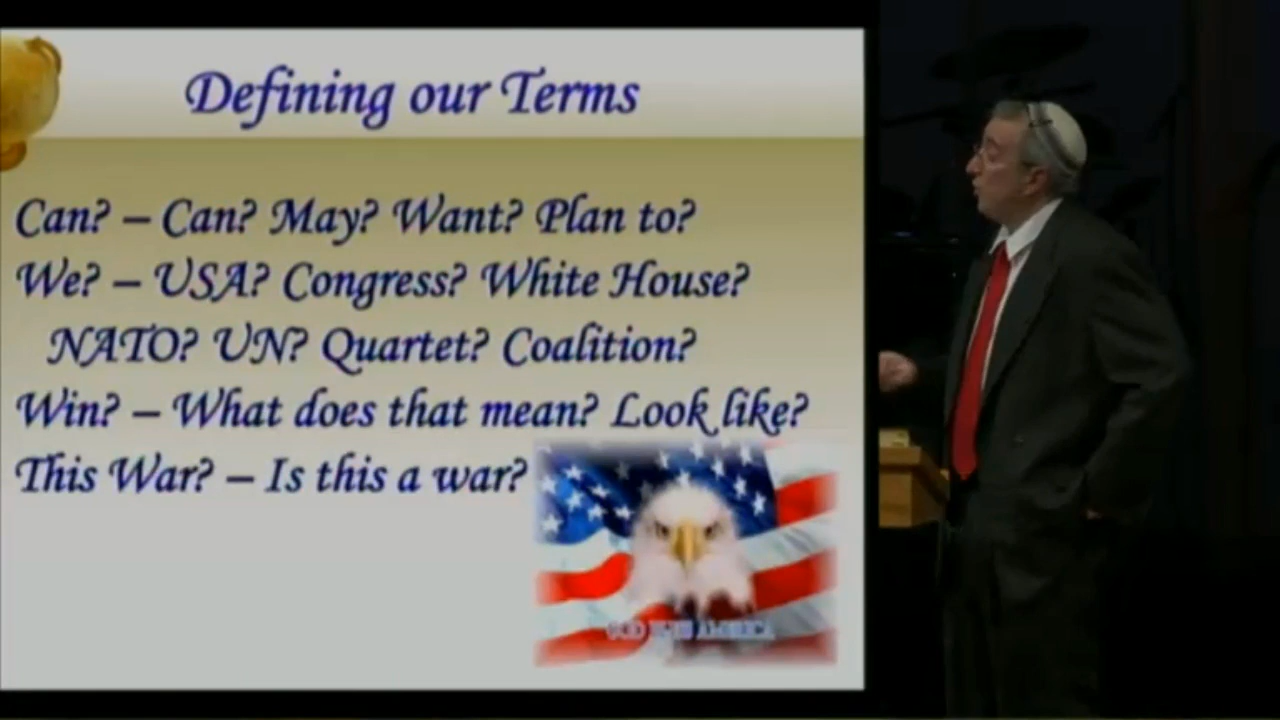 Defining our Terms
Can? – Can? May? Want? Plan to?
We? – USA? Congress? White House?
NATO? UN? Quartet? Coalition?
Win? – What does that mean? Look like?
This War? – Is this a war?
AMERICA